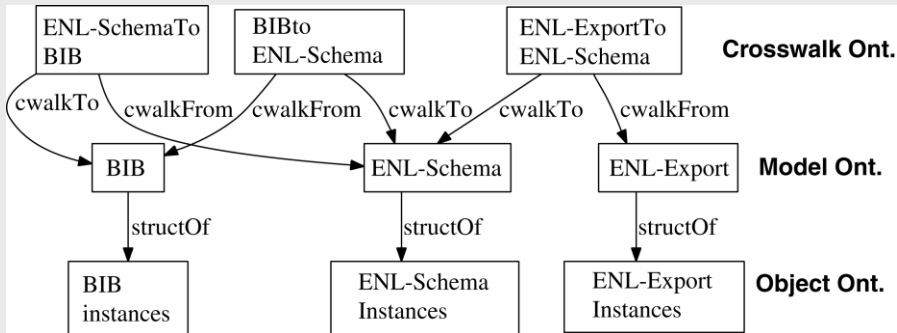 ENL-SchemaTo
BIB
BIBto
ENL-Schema
ENL-ExportTo
ENL-Schema
Crosswalk Ont.
cwalkTo
cwalkFrom
cwalkFrom
cwalkTo
cwalkTo
cwalkFrom
BIB
ENL-Schema
ENL-Export
Model Ont.
structOf
structOf
structOf
BIB
instances
ENL-Schema
Instances
ENL-Export
Instances
Object Ont.